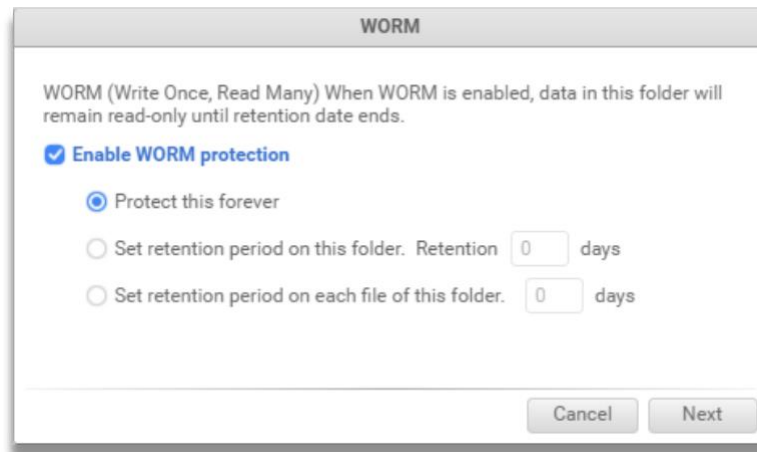 WORM
WORM (Write Once, Read Many) When WORM is enabled, data in this folder will
remain read-only until retention date ends.
Enable WORM protection
Protect this forever
Set retention period on this folder. Retention 0 days
Set retention period on each file of this folder. 0 days
Cancel Next